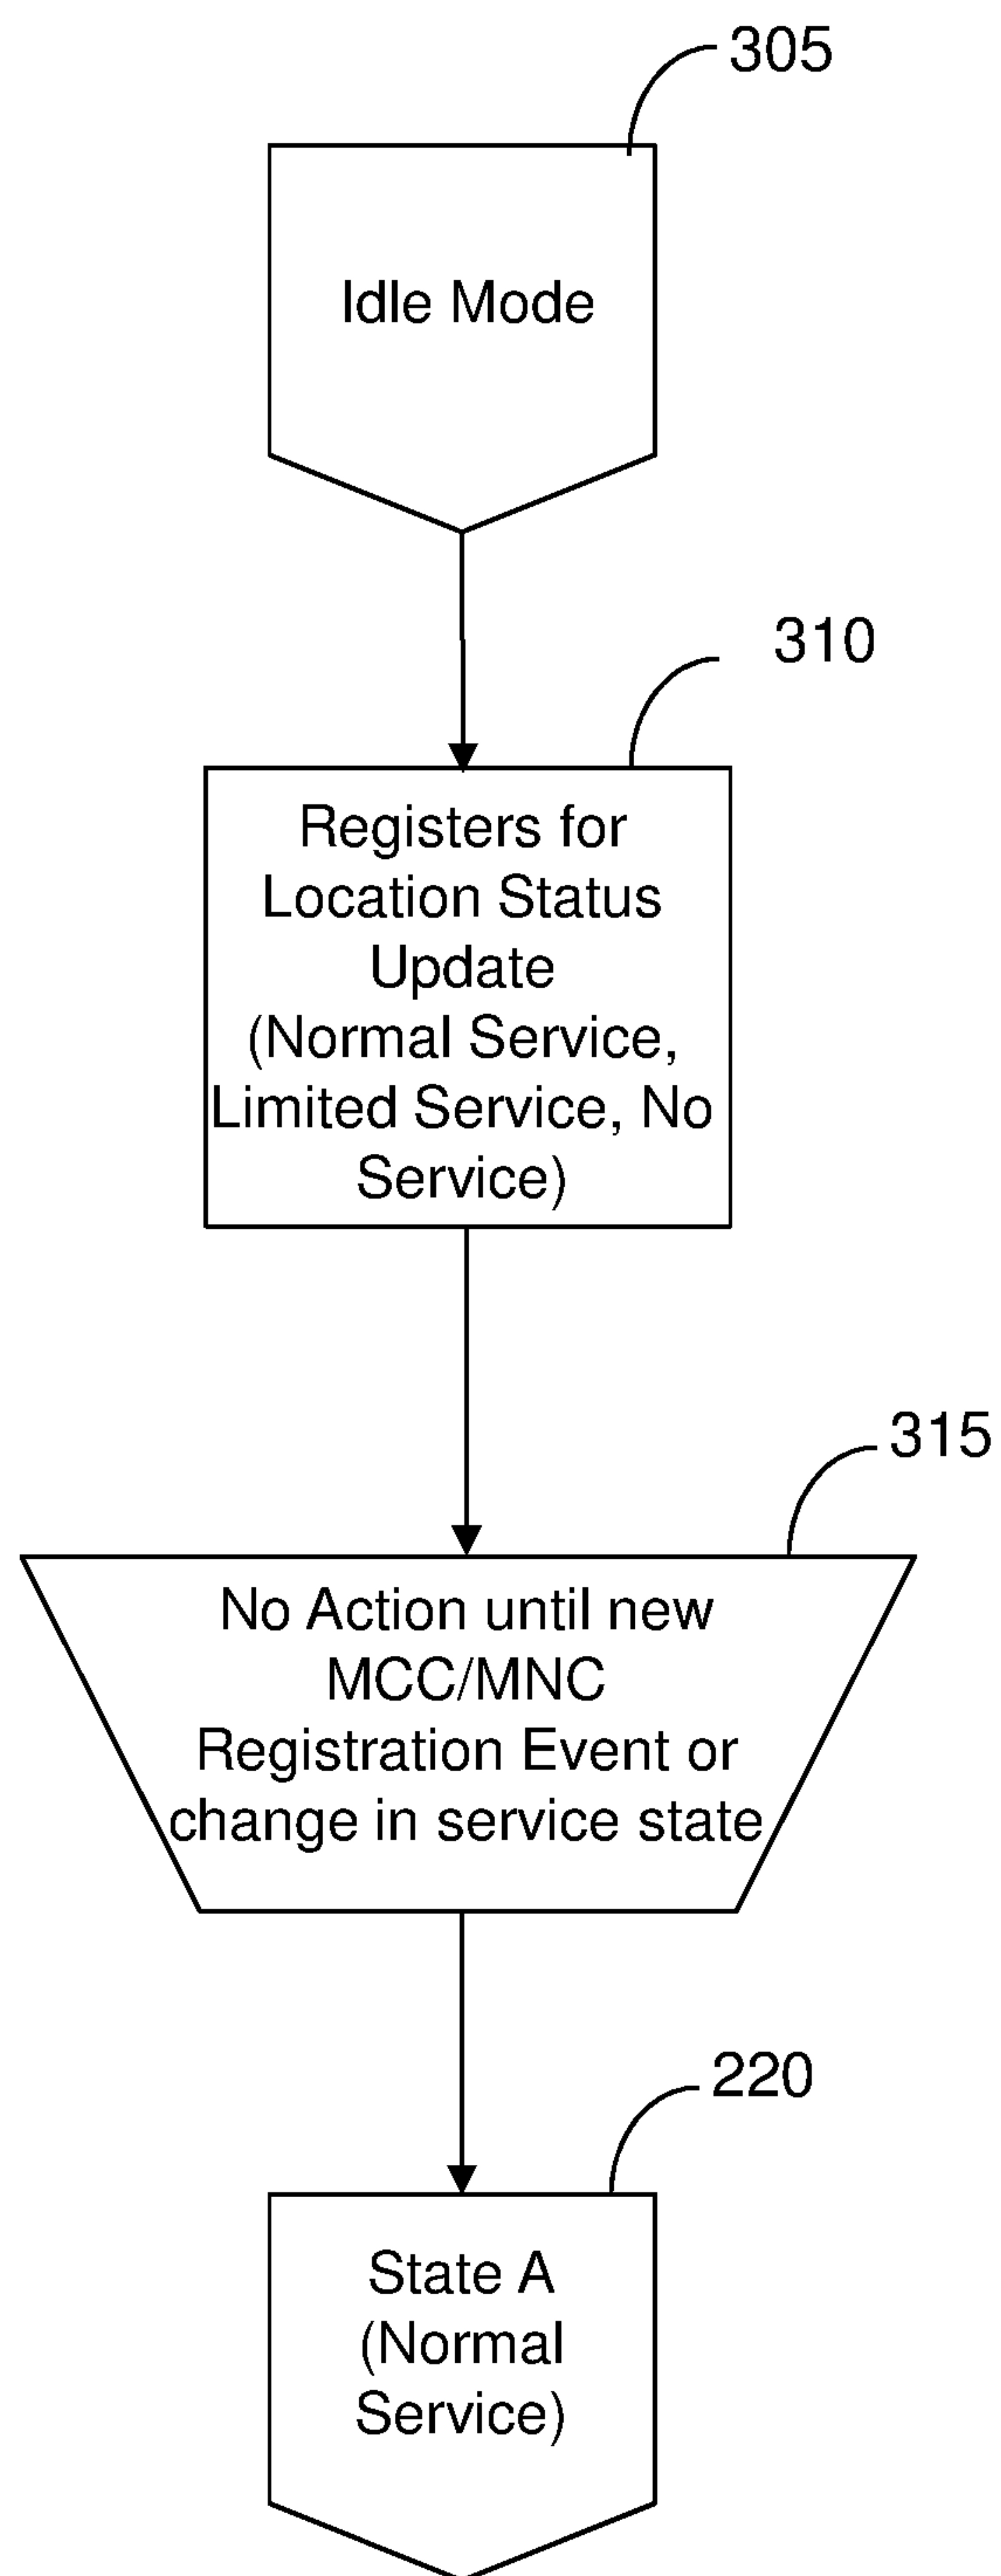 305
Idle Mode
310
Registers for
Location Status
Update
(Normal Service,
Limited Service, No
Service)
315
No Action until new
MCC/MNC
Registration Event or
change in service state
220
State A
(Normal
Service)